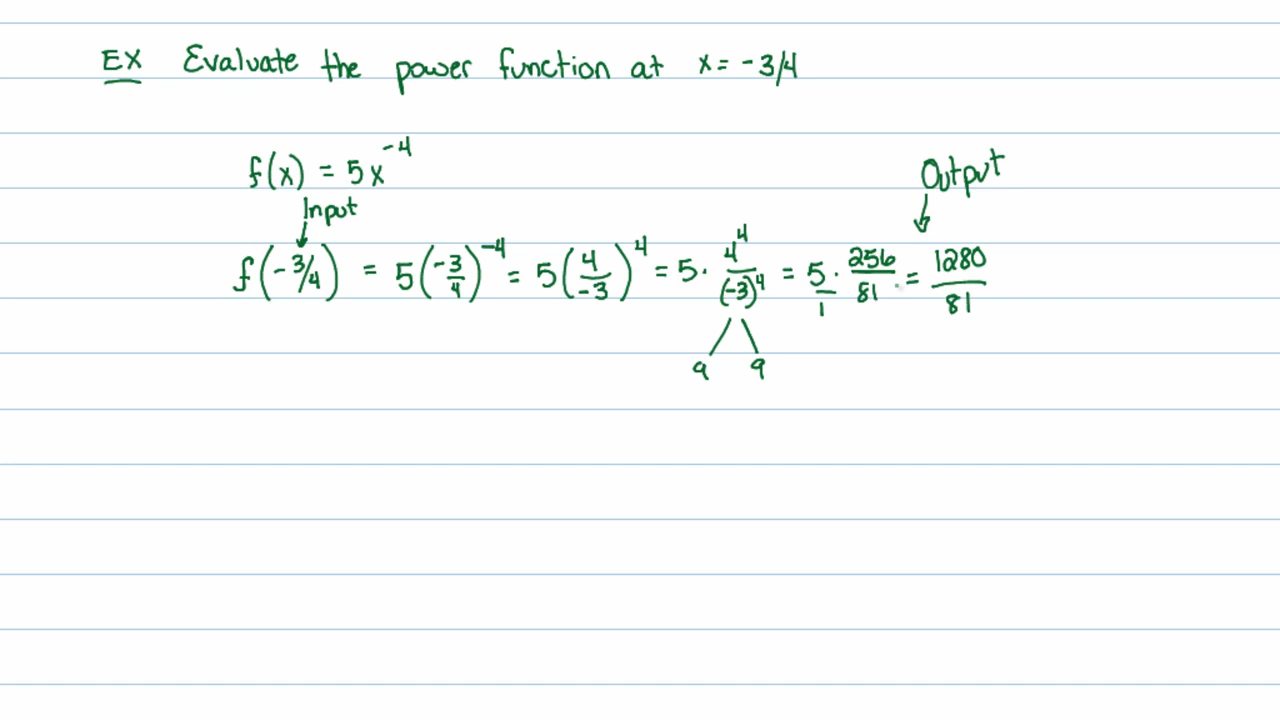 EX Evaluate the power function at x = -3/4
f(x) = 5x^-4
Output
Input
f(-3/4) = 5(-3/4)^-4 = 5(4/-3)^4 = 5 · 4^4/(-3)^4 = 5/1 · 256/81 = 1280/81
9 9